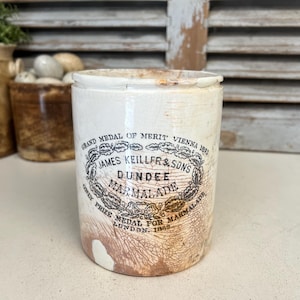 GRAND MEDAL OF MERIT VIENNA 1873
JAMES KEILLER & SONS
DUNDEE
MARMALADE
ONLY PRIZE MEDAL FOR MARMALADE
LONDON. 1862